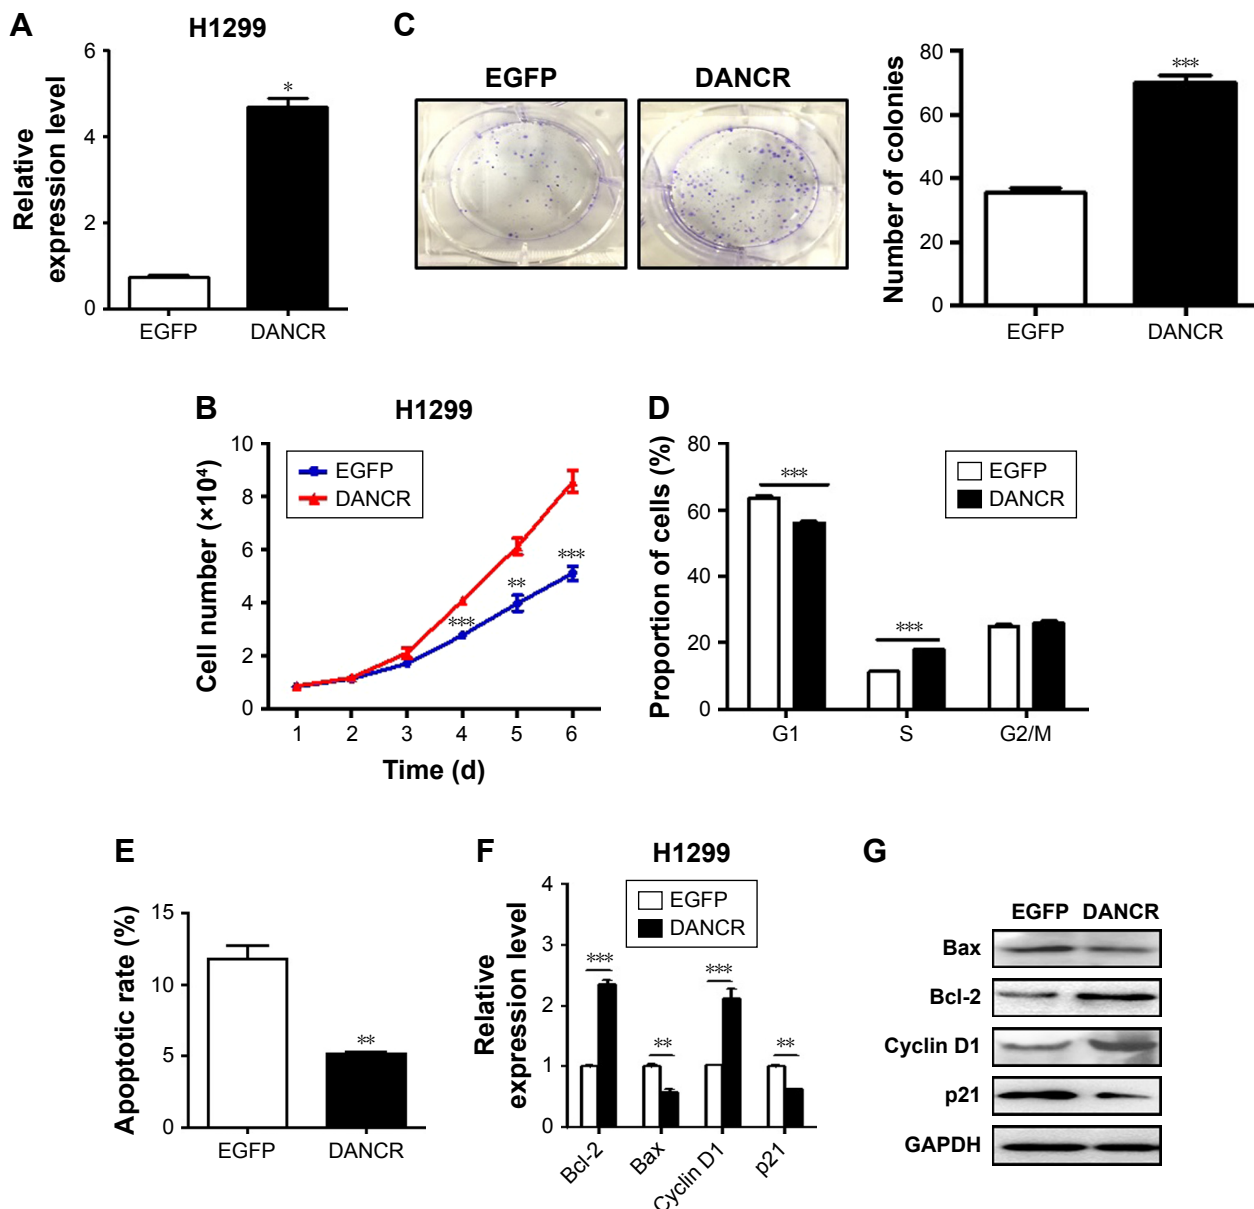 A
H1299
Relative
expression level
6
4
2
0
*
EGFP
DANCR
C
EGFP
DANCR
Number of colonies
80
60
40
20
0
***
EGFP
DANCR
B
H1299
Cell number (×10⁴)
10
8
6
4
2
0
EGFP
DANCR
***
**
***
1 2 3 4 5 6
Time (d)
D
Proportion of cells (%)
80
60
40
20
0
EGFP
DANCR
***
***
G1
S
G2/M
E
Apoptotic rate (%)
15
10
5
0
**
EGFP
DANCR
F
H1299
Relative
expression level
4
3
2
1
0
EGFP
DANCR
***
**
***
**
Bcl-2
Bax
Cyclin D1
p21
G
EGFP DANCR
Bax
Bcl-2
Cyclin D1
p21
GAPDH